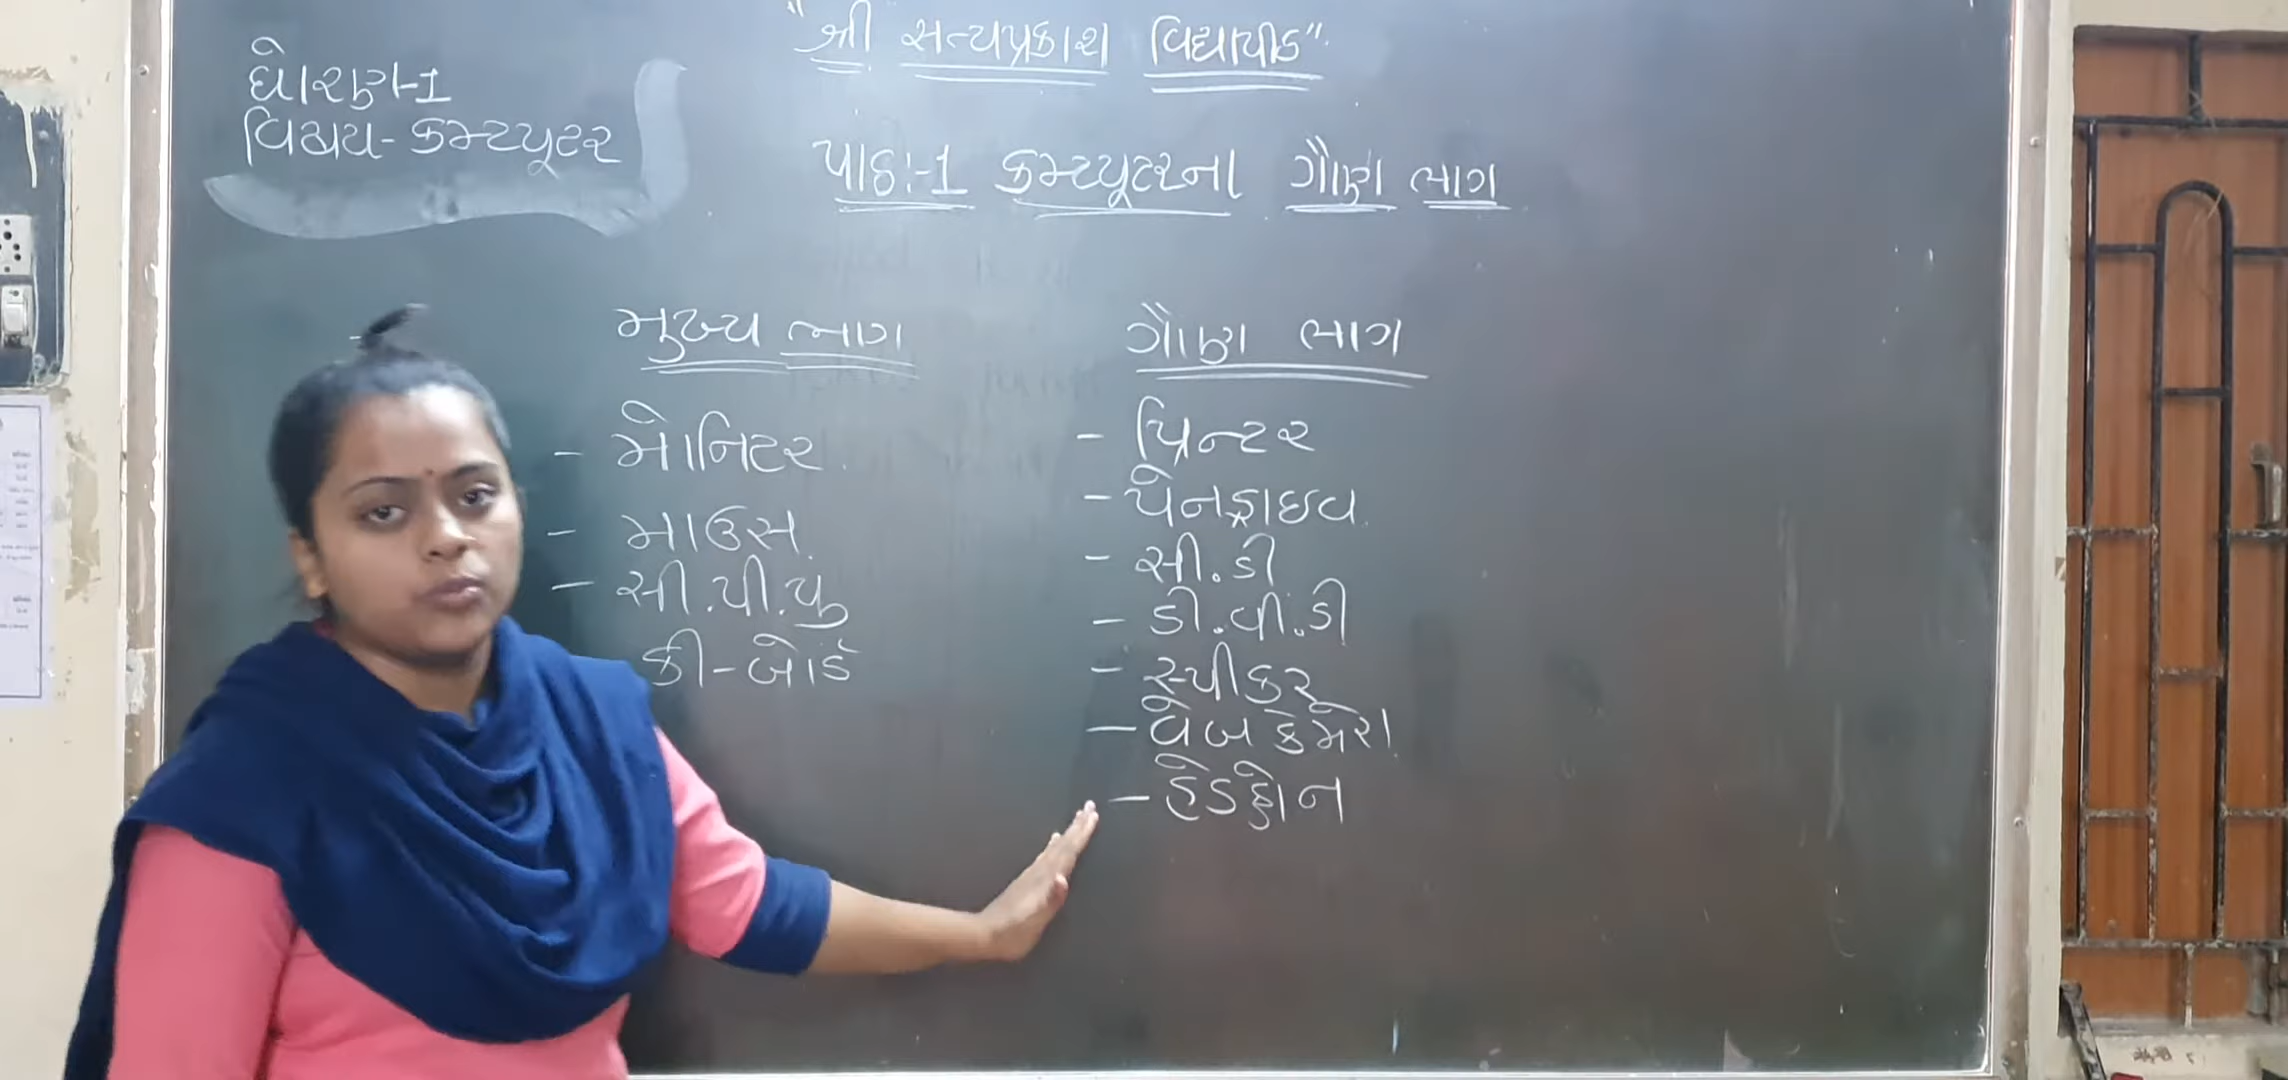 "શ્રી સત્યપ્રકાશ વિદ્યાપીઠ"
ધોરણ-1
વિષય-કમ્પ્યૂટર
પાઠઃ-1 કમ્પ્યૂટરના ગૌણ ભાગ
મુખ્ય ભાગ
- મોનિટર
- માઉસ
- સી.પી.યુ
કી-બોર્ડ
ગૌણ ભાગ
- પ્રિન્ટર
- પેનડ્રાઇવ
- સી.ડી
- ડી.વી.ડી
- સ્પીકર
- વેબ કેમેરા
- હેડફોન